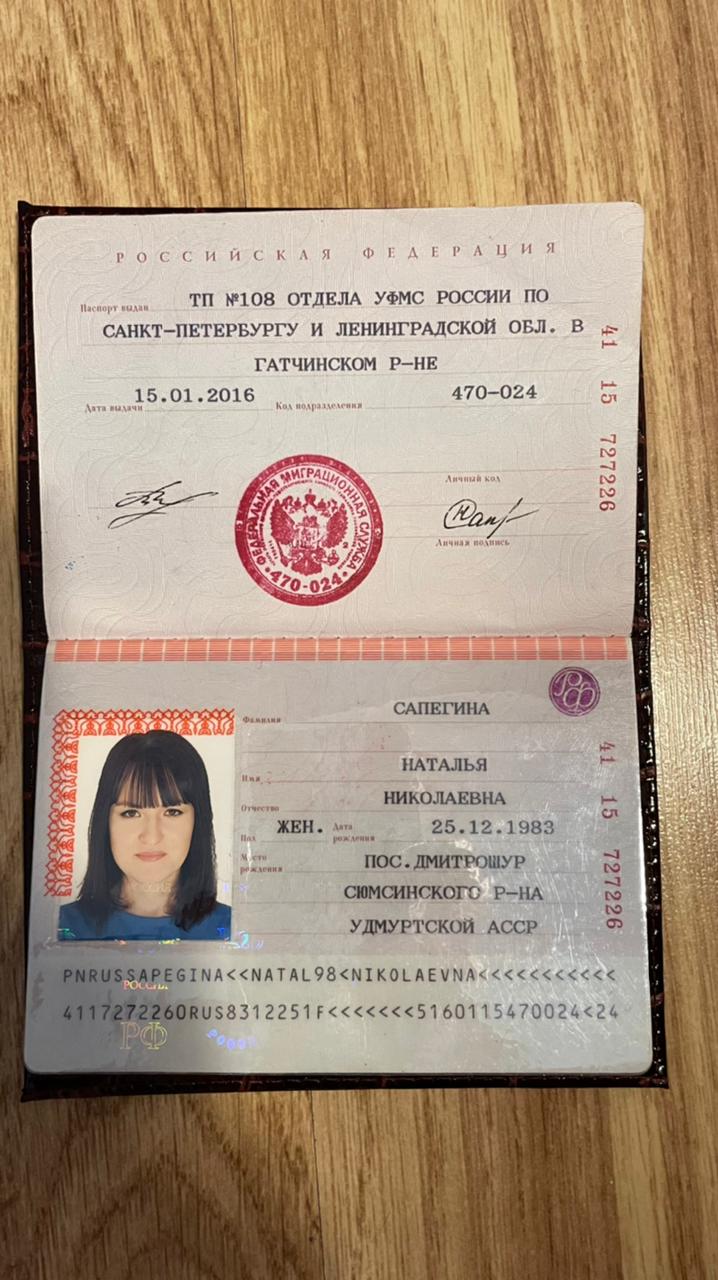 РОССИЙСКАЯ ФЕДЕРАЦИЯ
Паспорт выдан ТП №108 ОТДЕЛА УФМС РОССИИ ПО
САНКТ-ПЕТЕРБУРГУ И ЛЕНИНГРАДСКОЙ ОБЛ. В
ГАТЧИНСКОМ Р-НЕ
Дата выдачи 15.01.2016 Код подразделения 470-024
41 15 727226
Личный код
Личная подпись
ФЕДЕРАЛЬНАЯ МИГРАЦИОННАЯ СЛУЖБА
470-024
РФ
Фамилия САПЕГИНА
Имя НАТАЛЬЯ
Отчество НИКОЛАЕВНА
Пол ЖЕН. Дата рождения 25.12.1983
Место рождения ПОС.ДМИТРОШУР
СЮМСИНСКОГО Р-НА
УДМУРТСКОЙ АССР
41 15 727226
РОССИЯ
PNRUSSAPEGINA<<NATAL98<NIKOLAEVNA<<<<<<<<<<<
4117272260RUS8312251F<<<<<<<5160115470024<24
РФ